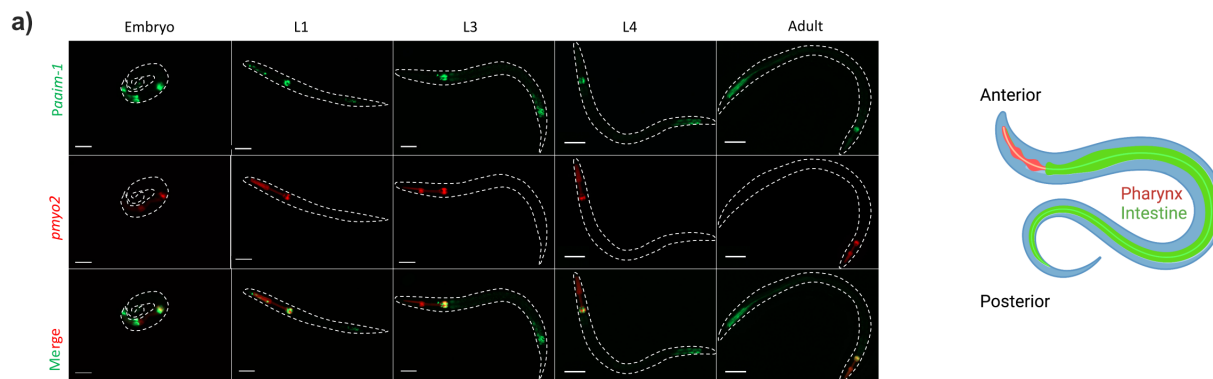 a)
Embryo L1 L3 L4 Adult
Paaim-1
pmyo2
Merge
Anterior
Pharynx
Intestine
Posterior